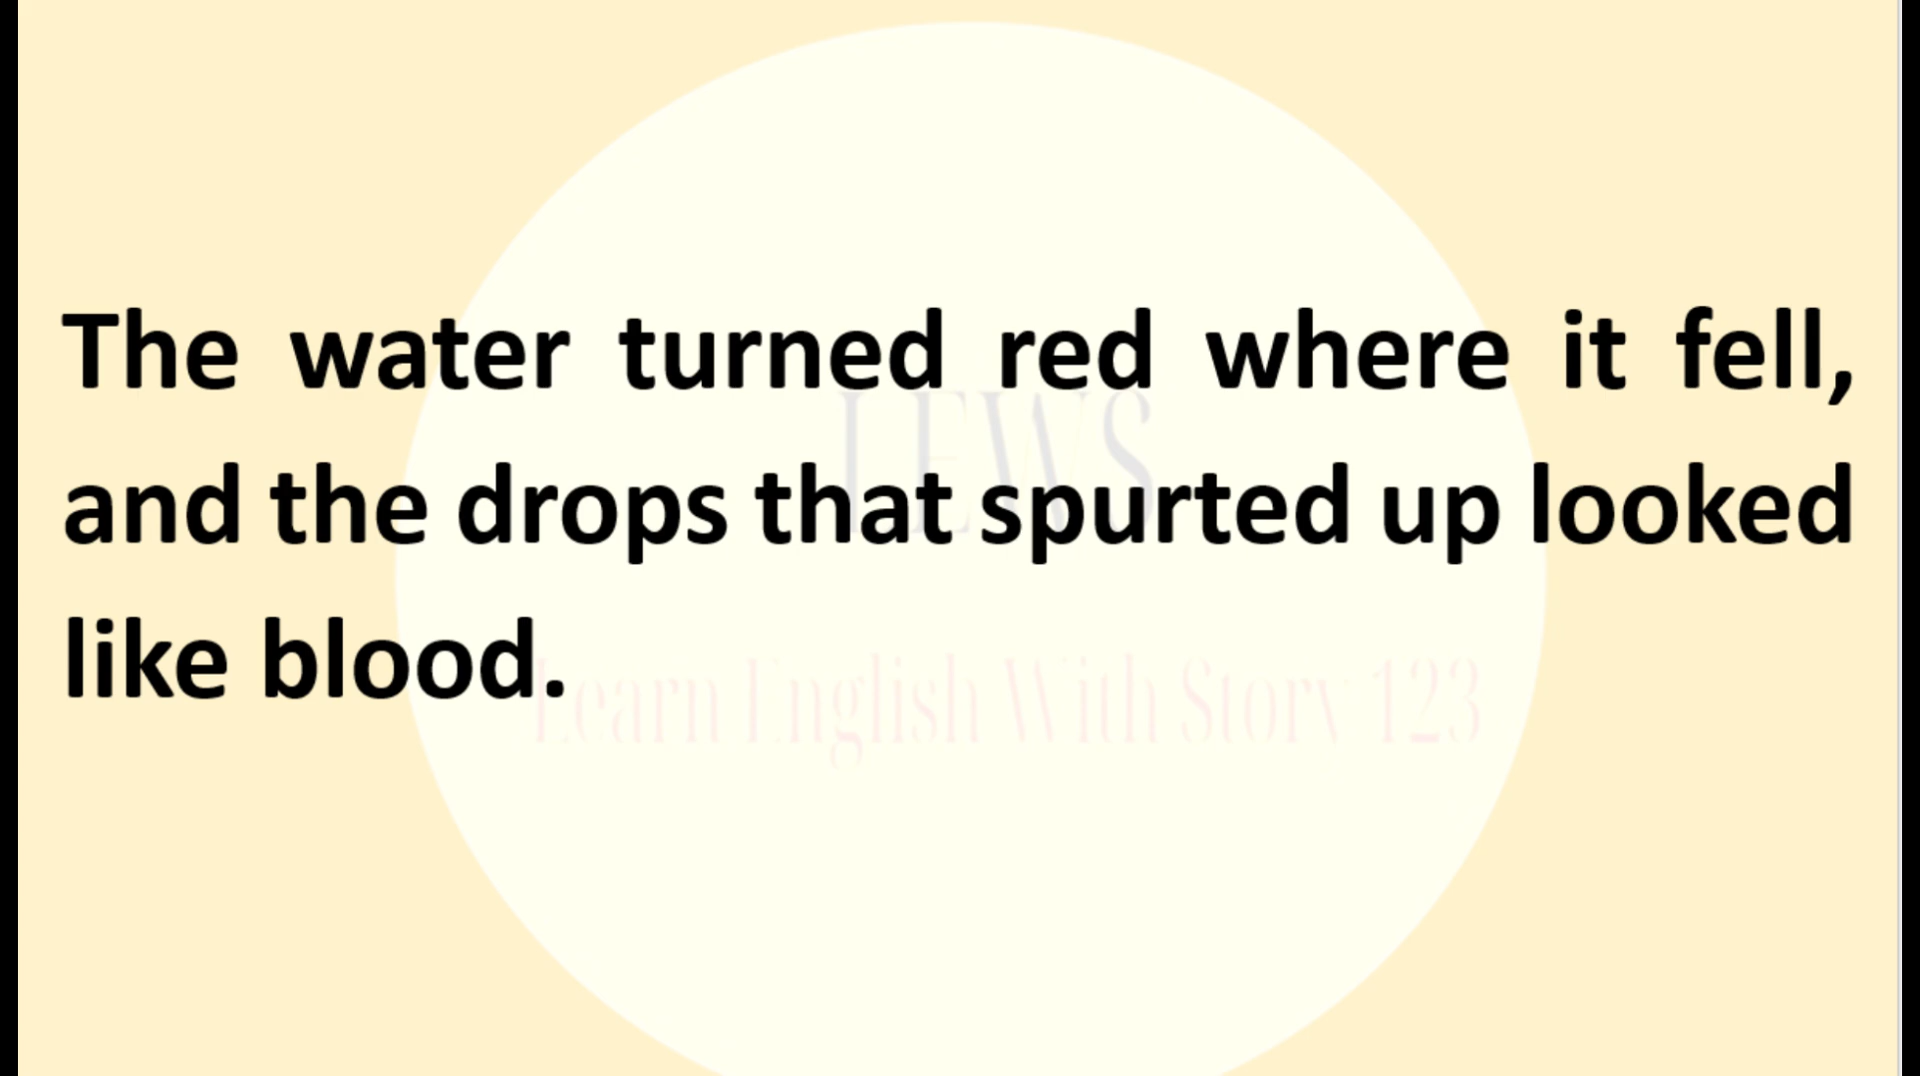 The water turned red where it fell,
LEWS
and the drops that spurted up looked
like blood.
Learn English With Story 123